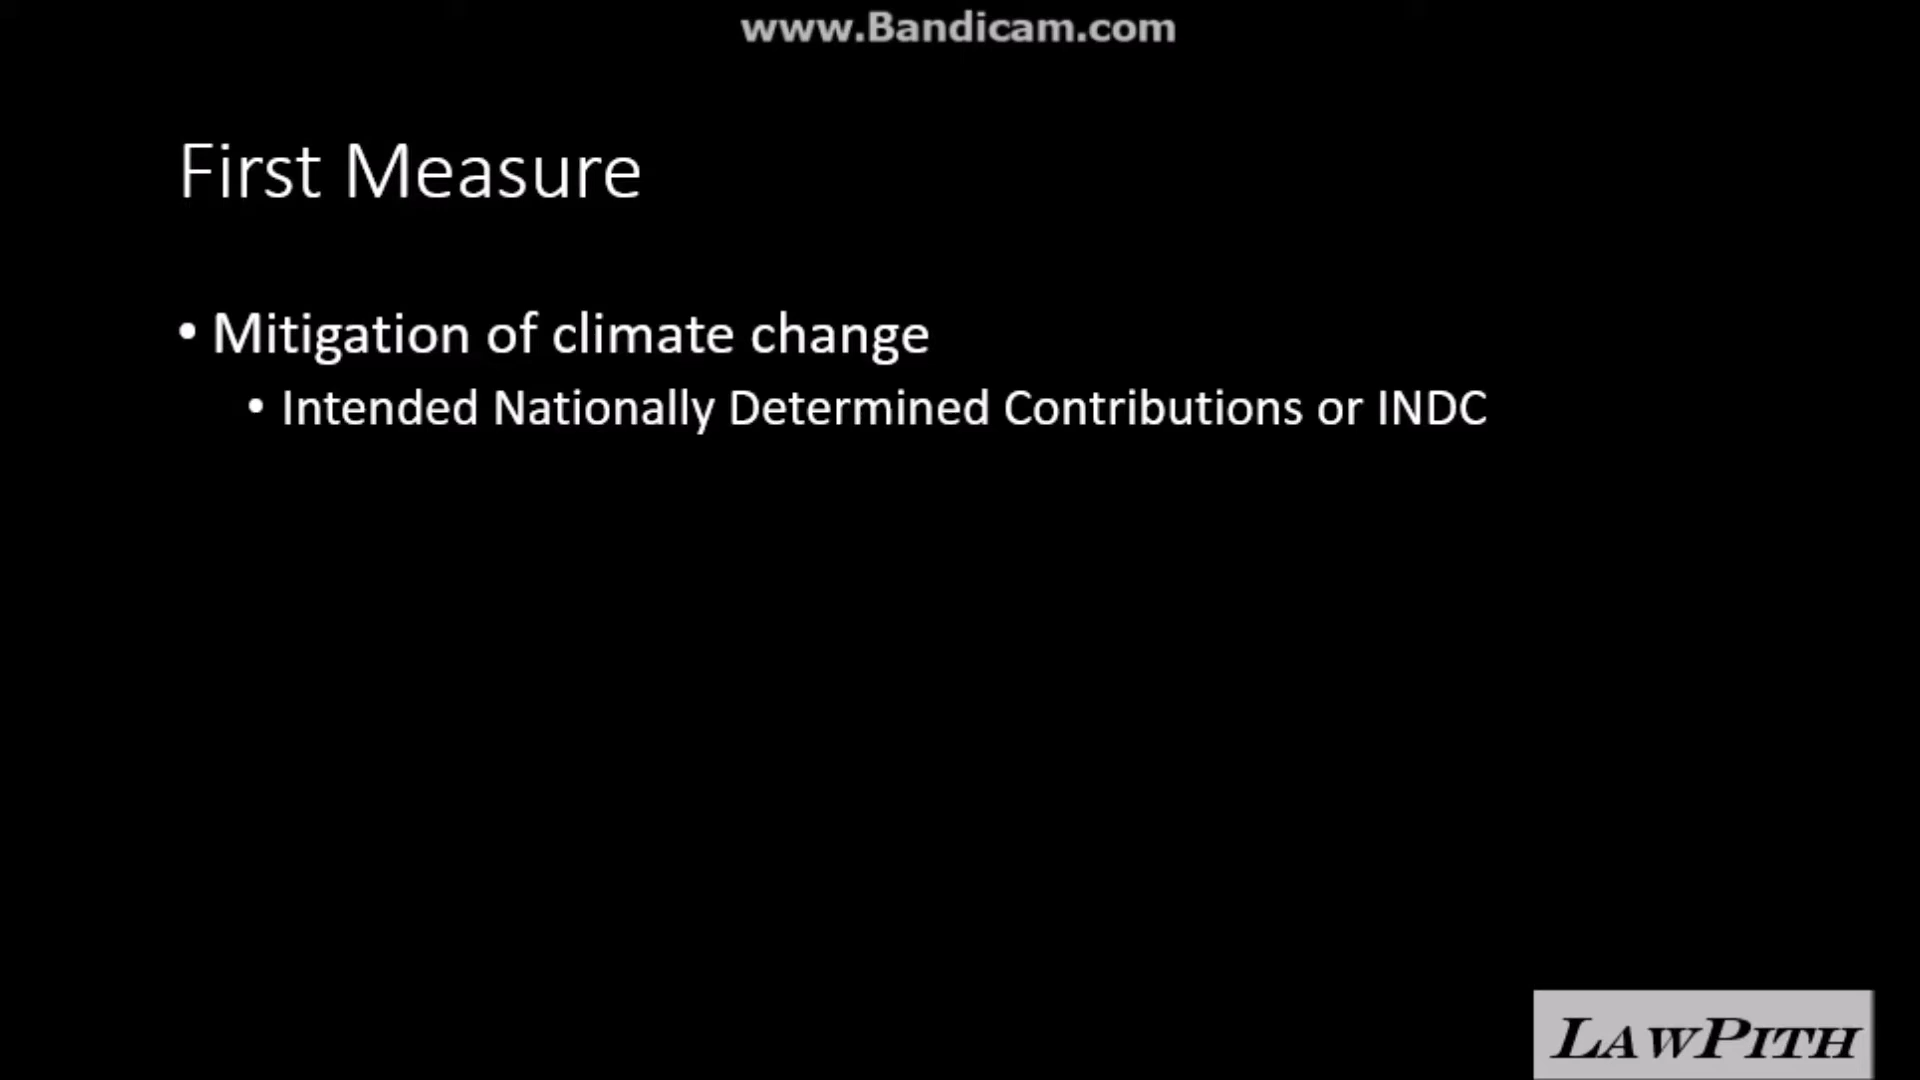 www.Bandicam.com
First Measure
• Mitigation of climate change
• Intended Nationally Determined Contributions or INDC
LAWPITH